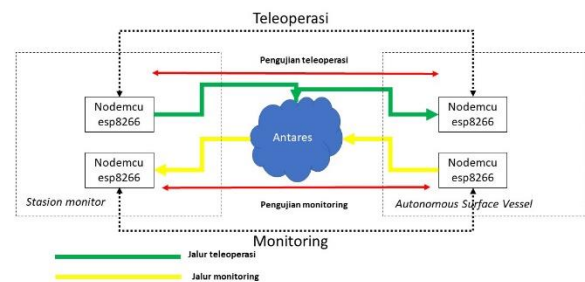 Teleoperasi
Pengujian teleoperasi
Nodemcu
esp8266
Nodemcu
esp8266
Antares
Nodemcu
esp8266
Nodemcu
esp8266
Stasion monitor
Pengujian monitoring
Autonomous Surface Vessel
Monitoring
Jalur teleoperasi
Jalur monitoring